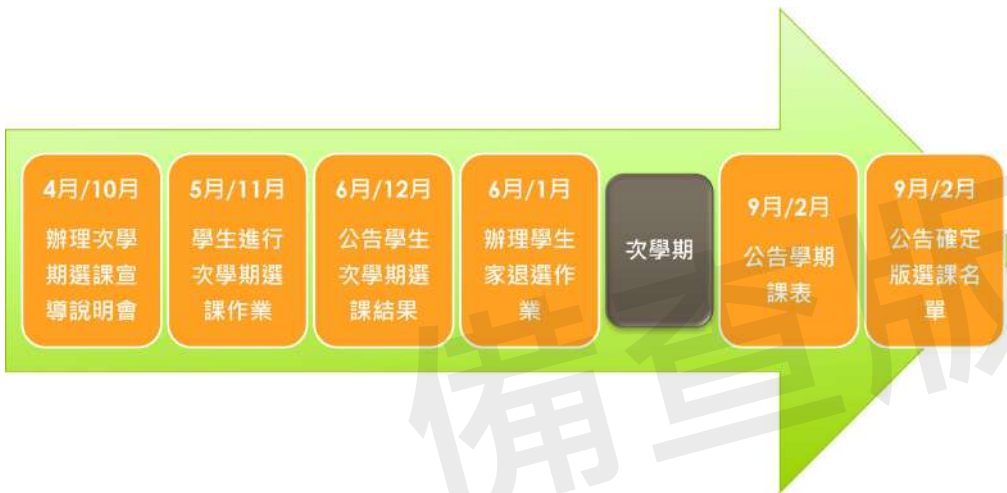 4月/10月
辦理次學
期選課宣
導說明會
5月/11月
學生進行
次學期選
課作業
6月/12月
公告學生
次學期選
課結果
6月/1月
辦理學生
家退選作
業
次學期
9月/2月
公告學期
課表
9月/2月
公告確定
版選課名
單
備查版